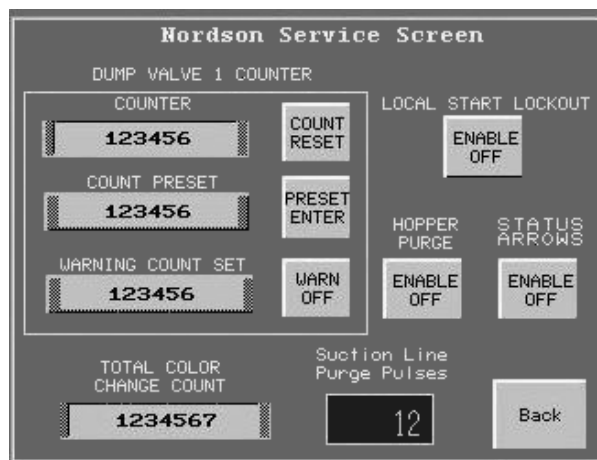 Nordson Service Screen
DUMP VALVE 1 COUNTER
COUNTER
123456
COUNT
RESET
COUNT PRESET
123456
PRESET
ENTER
WARNING COUNT SET
123456
WARN
OFF
LOCAL START LOCKOUT
ENABLE
OFF
HOPPER
PURGE
ENABLE
OFF
STATUS
ARROWS
ENABLE
OFF
TOTAL COLOR
CHANGE COUNT
1234567
Suction Line
Purge Pulses
12
Back